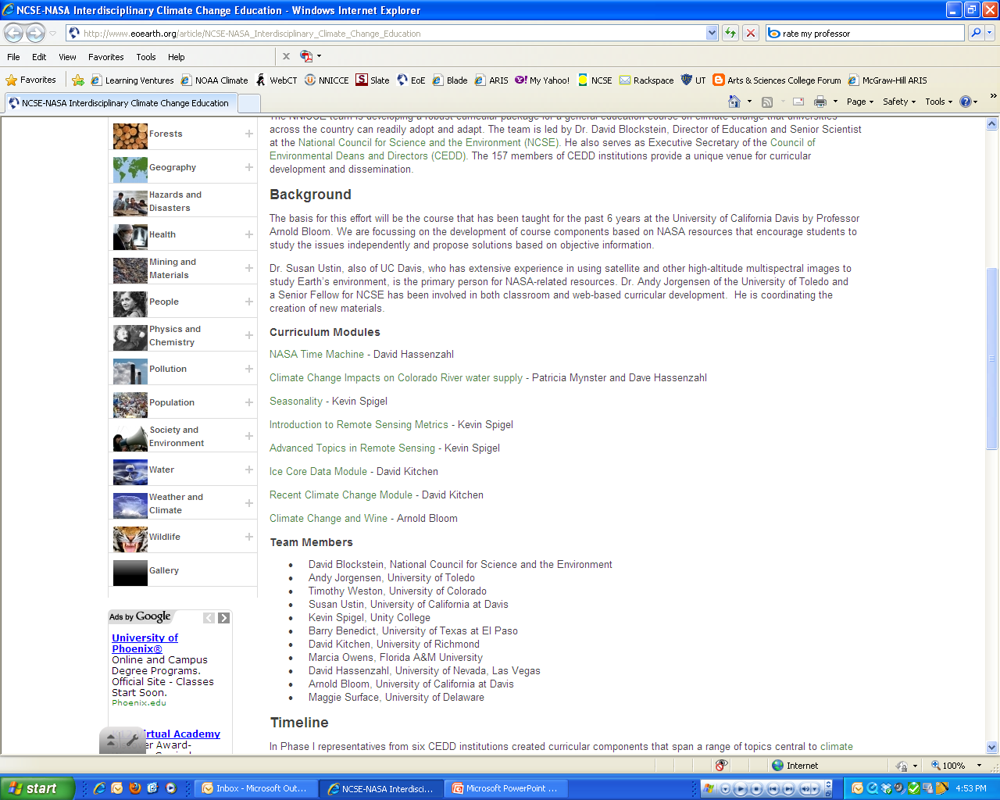 NCSE-NASA Interdisciplinary Climate Change Education - Windows Internet Explorer
http://www.eoearth.org/article/NCSE-NASA_Interdisciplinary_Climate_Change_Education
rate my professor
File Edit View Favorites Tools Help
Favorites Learning Ventures NOAA Climate WebCT NNICCE Slate EoE Blade ARIS My Yahoo! NCSE Rackspace UT Arts & Sciences College Forum McGraw-Hill ARIS
NCSE-NASA Interdisciplinary Climate Change Education
Page Safety Tools
Forests
Geography
Hazards and
Disasters
Health
Mining and
Materials
People
Physics and
Chemistry
Pollution
Population
Society and
Environment
Water
Weather and
Climate
Wildlife
Gallery
Ads by Google
University of
Phoenix®
Online and Campus
Degree Programs.
Official Site - Classes
Start Soon.
Phoenix.edu
Virtual Academy
Award-
The NNICCE team is developing a robust curricular package for a general education course on climate change that universities
across the country can readily adopt and adapt. The team is led by Dr. David Blockstein, Director of Education and Senior Scientist
at the National Council for Science and the Environment (NCSE). He also serves as Executive Secretary of the Council of
Environmental Deans and Directors (CEDD). The 157 members of CEDD institutions provide a unique venue for curricular
development and dissemination.
Background
The basis for this effort will be the course that has been taught for the past 6 years at the University of California Davis by Professor
Arnold Bloom. We are focussing on the development of course components based on NASA resources that encourage students to
study the issues independently and propose solutions based on objective information.
Dr. Susan Ustin, also of UC Davis, who has extensive experience in using satellite and other high-altitude multispectral images to
study Earth's environment, is the primary person for NASA-related resources. Dr. Andy Jorgensen of the University of Toledo and
a Senior Fellow for NCSE has been involved in both classroom and web-based curricular development. He is coordinating the
creation of new materials.
Curriculum Modules
NASA Time Machine - David Hassenzahl
Climate Change Impacts on Colorado River water supply - Patricia Mynster and Dave Hassenzahl
Seasonality - Kevin Spigel
Introduction to Remote Sensing Metrics - Kevin Spigel
Advanced Topics in Remote Sensing - Kevin Spigel
Ice Core Data Module - David Kitchen
Recent Climate Change Module - David Kitchen
Climate Change and Wine - Arnold Bloom
Team Members
• David Blockstein, National Council for Science and the Environment
• Andy Jorgensen, University of Toledo
• Timothy Weston, University of Colorado
• Susan Ustin, University of California at Davis
• Kevin Spigel, Unity College
• Barry Benedict, University of Texas at El Paso
• David Kitchen, University of Richmond
• Marcia Owens, Florida A&M University
• David Hassenzahl, University of Nevada, Las Vegas
• Arnold Bloom, University of California at Davis
• Maggie Surface, University of Delaware
Timeline
In Phase I representatives from six CEDD institutions created curricular components that span a range of topics central to climate
Internet 100%
start Inbox - Microsoft Out... NCSE-NASA Interdisci... Microsoft PowerPoint ... 4:53 PM